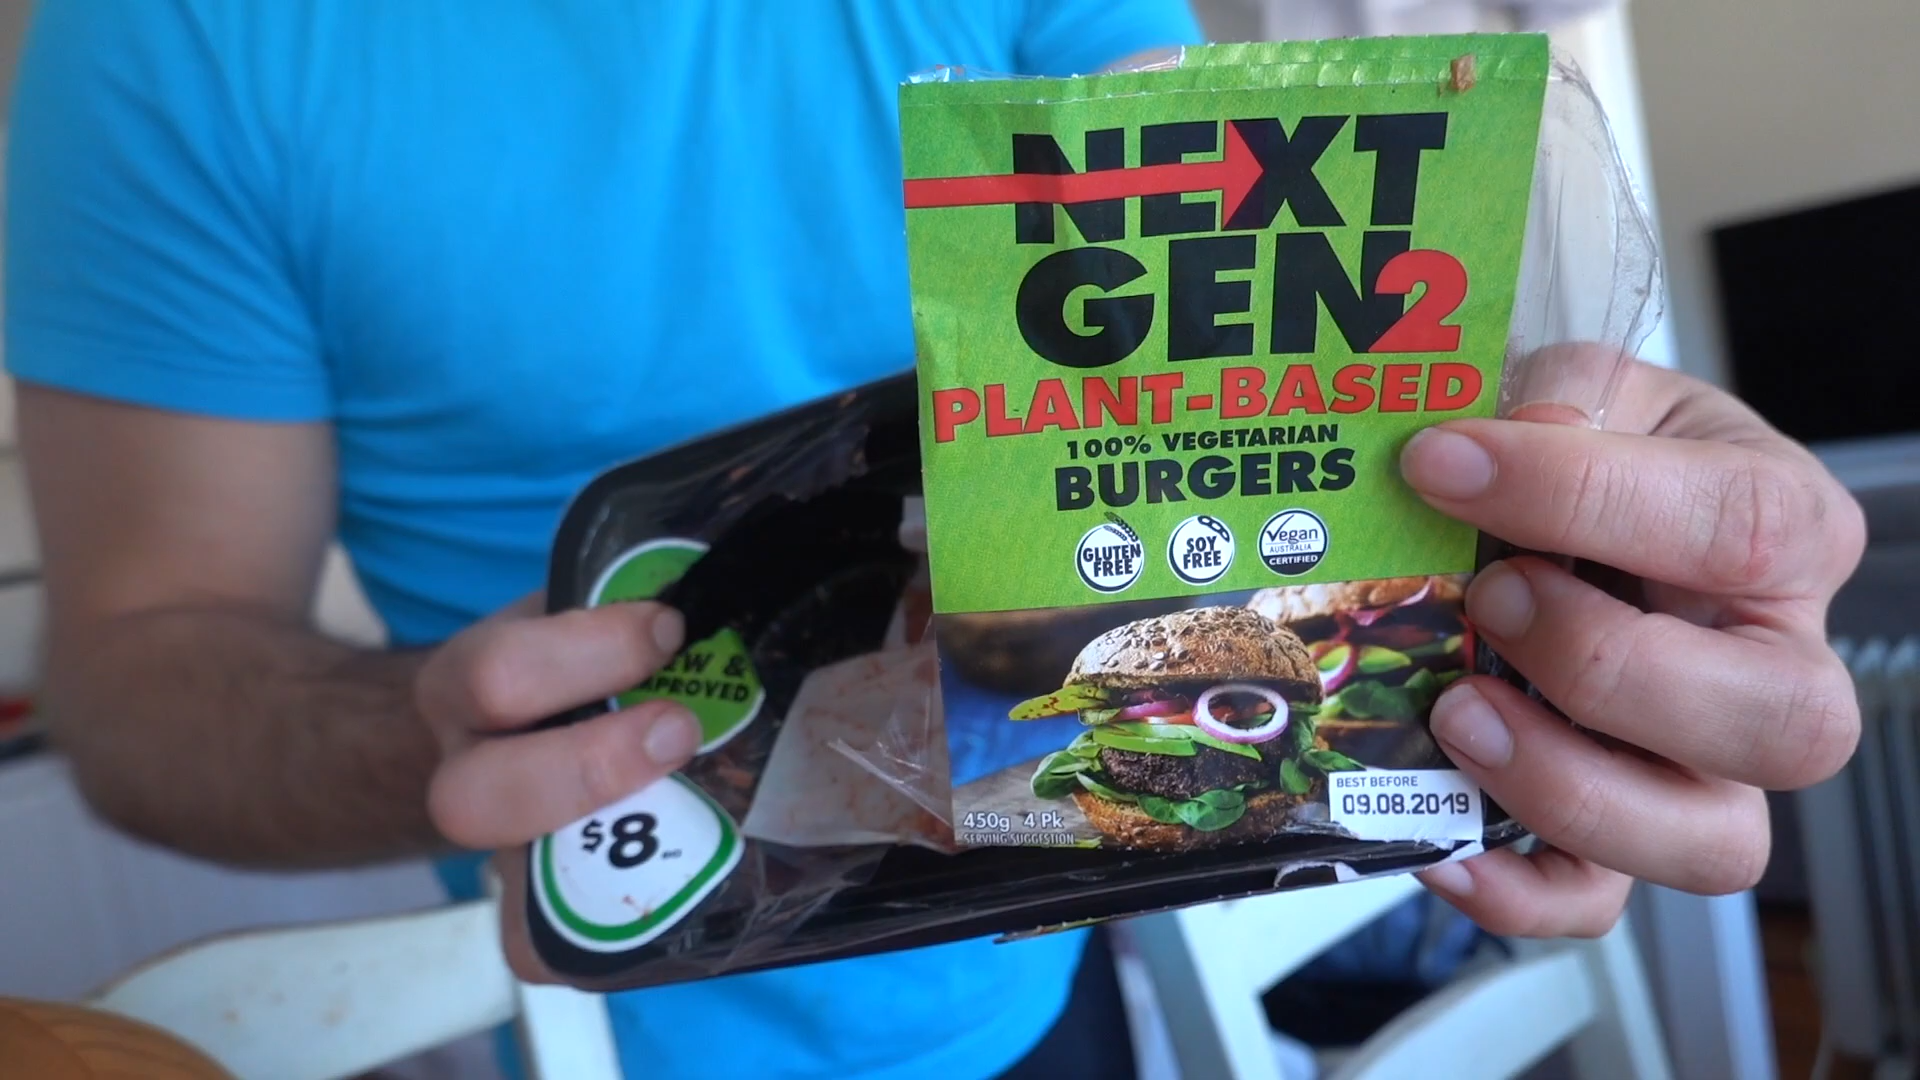 NEXT
GEN2
PLANT-BASED
100% VEGETARIAN
BURGERS
GLUTEN
FREE
SOY
FREE
Vegan
AUSTRALIA
CERTIFIED
&
$8
BEST BEFORE
09.08.2019
450g 4 Pk
SERVING SUGGESTION